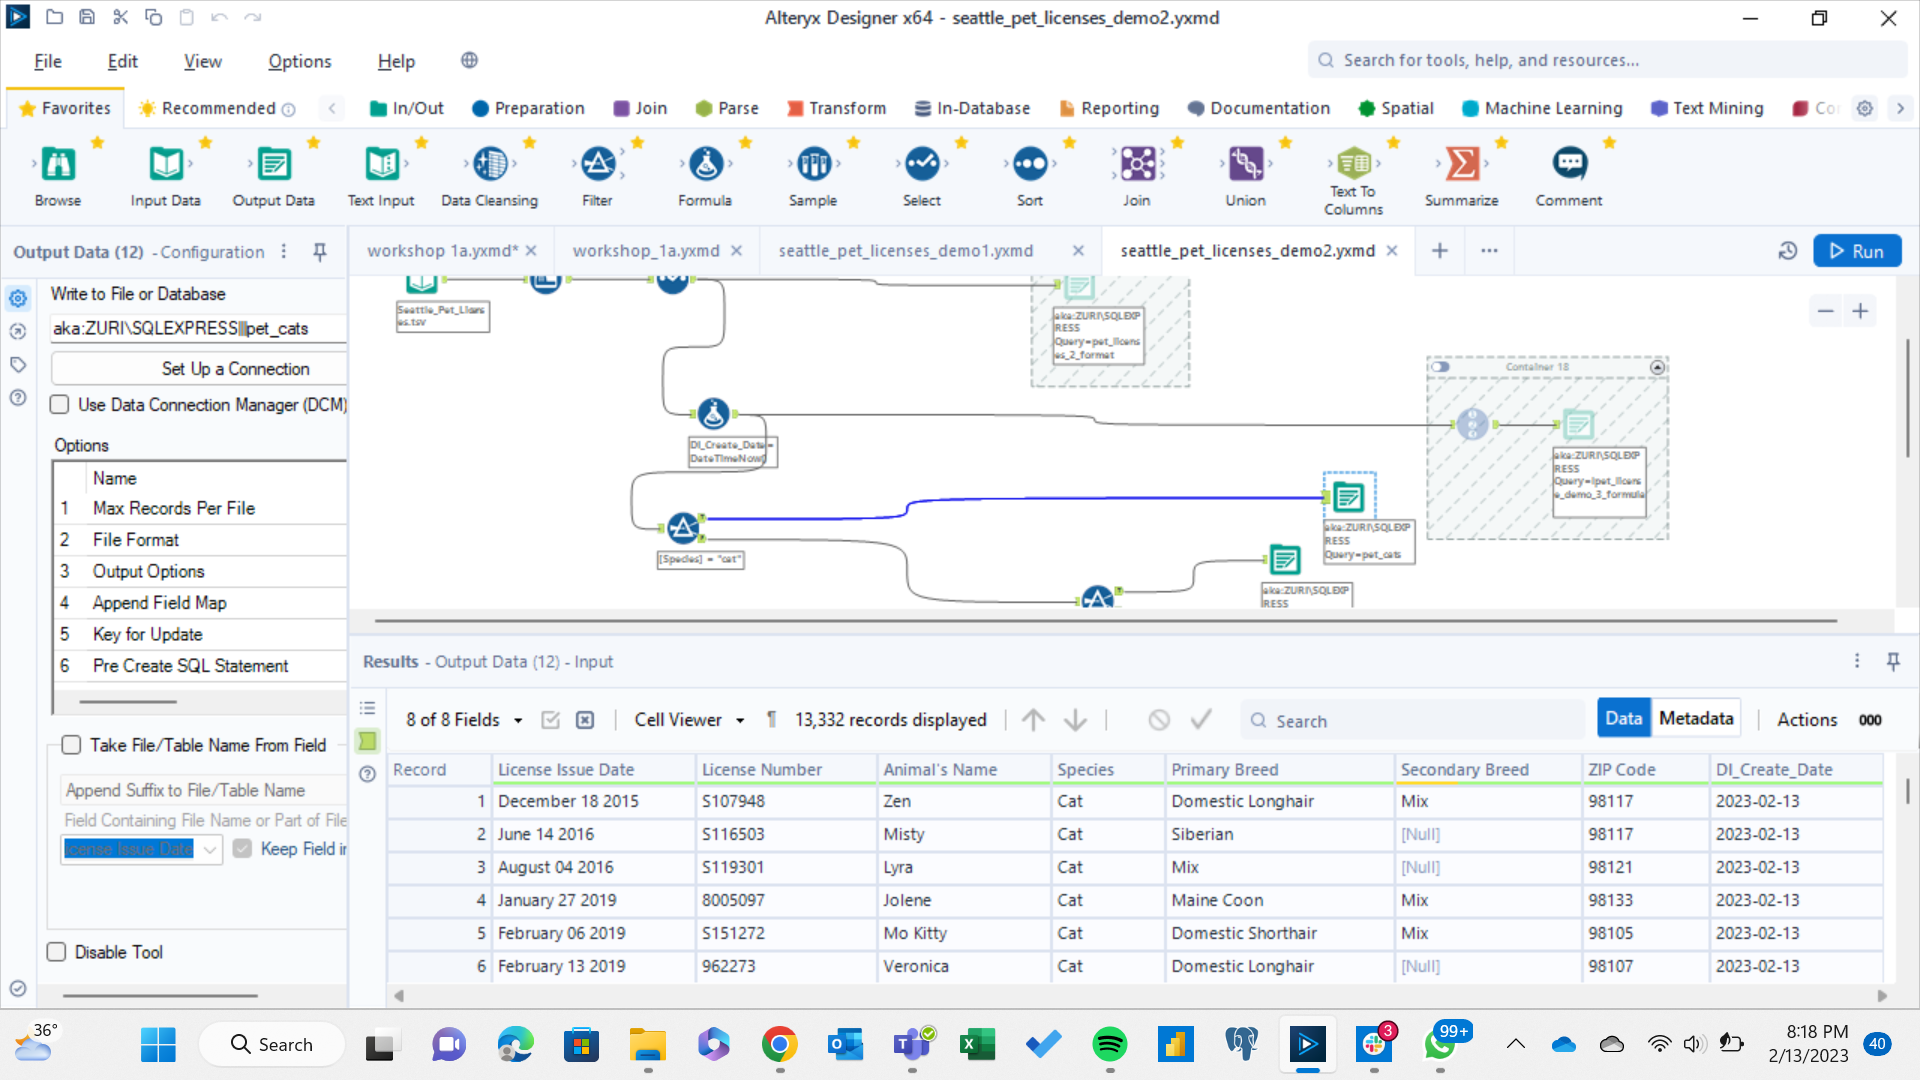 Alteryx Designer x64 - seattle_pet_licenses_demo2.yxmd
File Edit View Options Help
Search for tools, help, and resources...
Favorites Recommended In/Out Preparation Join Parse Transform In-Database Reporting Documentation Spatial Machine Learning Text Mining Co
Browse Input Data Output Data Text Input Data Cleansing Filter Formula Sample Select Sort Join Union Text To Columns Summarize Comment
Output Data (12) - Configuration
workshop 1a.yxmd* workshop_1a.yxmd seattle_pet_licenses_demo1.yxmd seattle_pet_licenses_demo2.yxmd
Run
Write to File or Database
aka:ZURI\SQLEXPRESS|||pet_cats
Set Up a Connection
Use Data Connection Manager (DCM)
Options
Name
1 Max Records Per File
2 File Format
3 Output Options
4 Append Field Map
5 Key for Update
6 Pre Create SQL Statement
Take File/Table Name From Field
Append Suffix to File/Table Name
Field Containing File Name or Part of File
icense Issue Date
Keep Field in
Disable Tool
Seattle_Pet_Licens
es.tsv
aka:ZURI\SQLEXP
RESS
Query=pet_licens
es_2_format
Container 18
DI_Create_Date=
DateTimeNow()
aka:ZURI\SQLEXP
RESS
Query=lpet_licens
e_demo_3_formula
[Species] = "cat"
aka:ZURI\SQLEXP
RESS
Query=pet_cats
aka:ZURI\SQLEXP
RESS
Results - Output Data (12) - Input
8 of 8 Fields Cell Viewer 13,332 records displayed Search Data Metadata Actions 000
Record License Issue Date License Number Animal's Name Species Primary Breed Secondary Breed ZIP Code DI_Create_Date
1 December 18 2015 S107948 Zen Cat Domestic Longhair Mix 98117 2023-02-13
2 June 14 2016 S116503 Misty Cat Siberian [Null] 98117 2023-02-13
3 August 04 2016 S119301 Lyra Cat Mix [Null] 98121 2023-02-13
4 January 27 2019 8005097 Jolene Cat Maine Coon Mix 98133 2023-02-13
5 February 06 2019 S151272 Mo Kitty Cat Domestic Shorthair Mix 98105 2023-02-13
6 February 13 2019 962273 Veronica Cat Domestic Longhair [Null] 98107 2023-02-13
36°
Search
3
99+
8:18 PM
2/13/2023
40